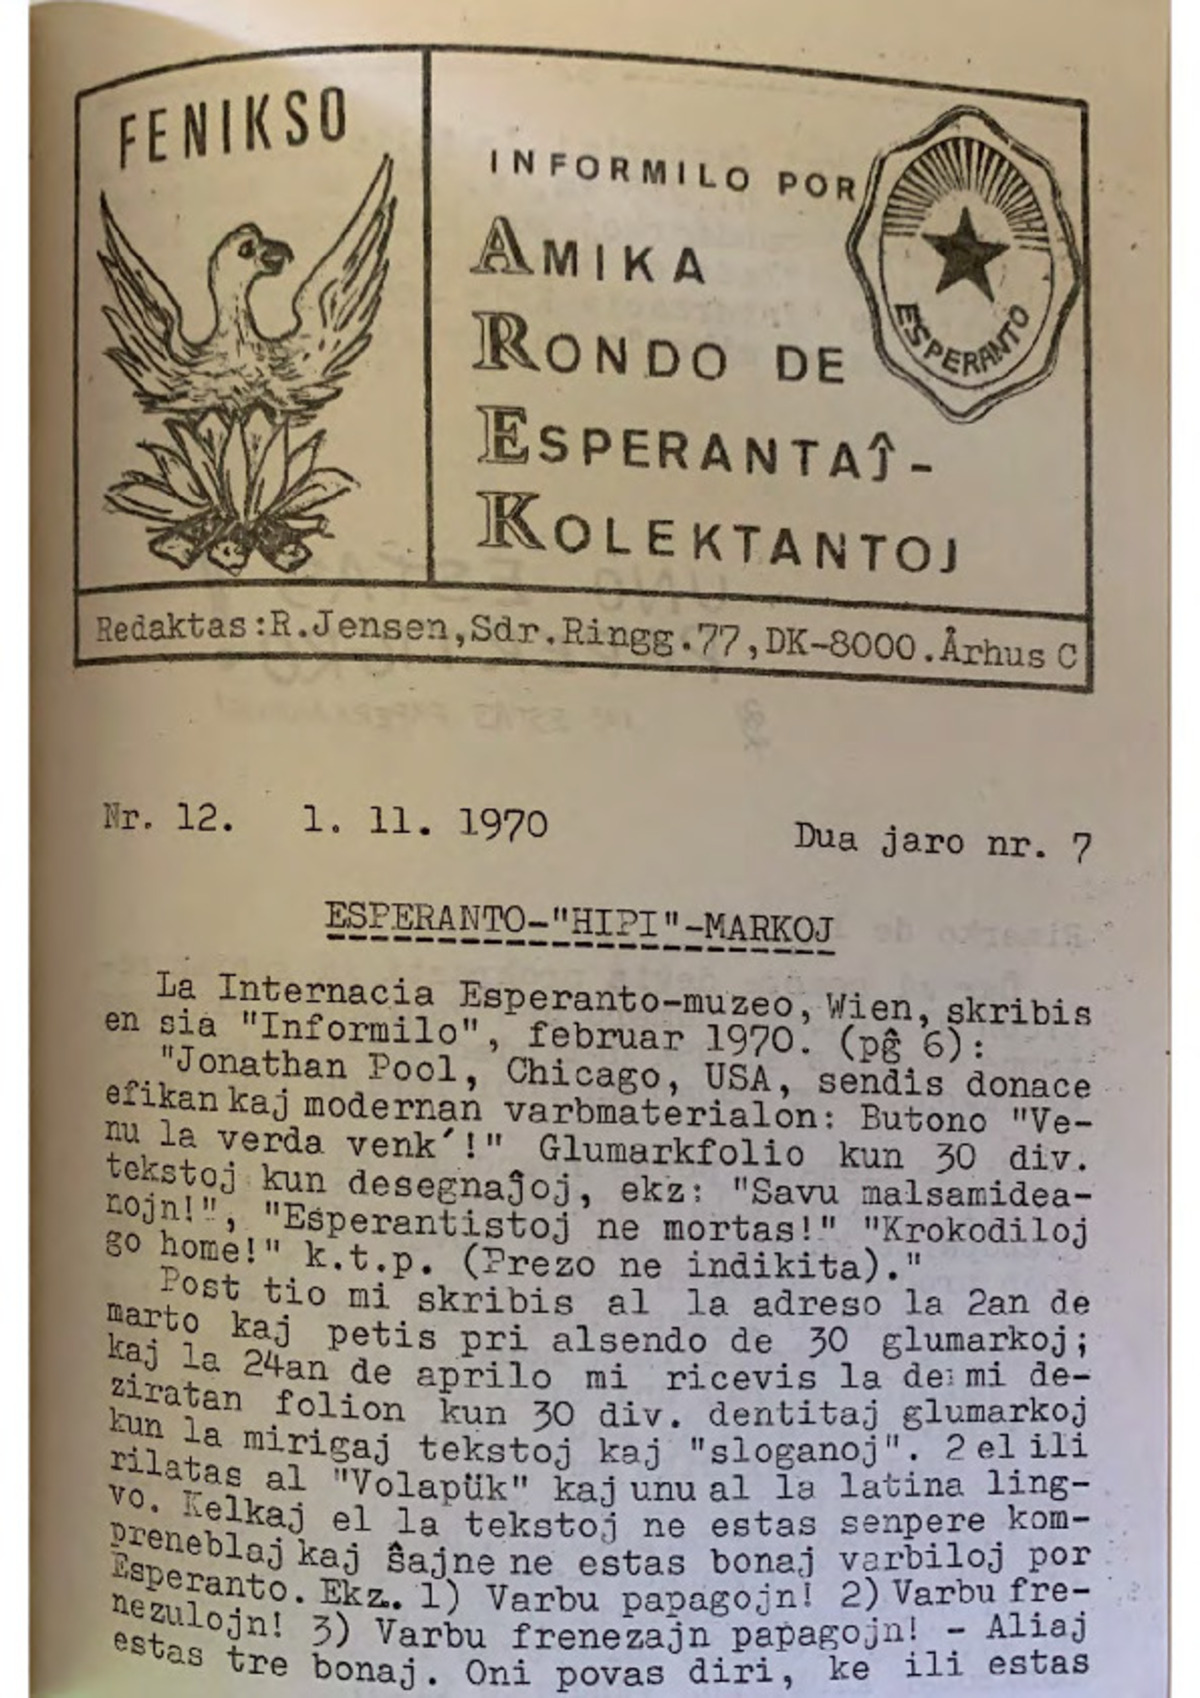 FENIKSO
INFORMILO POR
AMIKA
RONDO DE
ESPERANTAĴ-
KOLEKTANTOJ
ESPERANTO
Redaktas:R.Jensen,Sdr.Ringg.77,DK-8000.Århus C
Nr. 12. 1. 11. 1970
Dua jaro nr. 7
ESPERANTO-"HIPI"-MARKOJ
La Internacia Esperanto-muzeo, Wien, skribis
en sia "Informilo", februar 1970. (pĝ 6):
"Jonathan Pool, Chicago, USA, sendis donace
efikan kaj modernan varbmaterialon: Butono "Ve-
nu la verda venk´!" Glumarkfolio kun 30 div.
tekstoj kun desegnaĵoj, ekz: "Savu malsamidea-
nojn!", "Esperantistoj ne mortas!" "Krokodiloj
go home!" k.t.p. (Prezo ne indikita)."
Post tio mi skribis al la adreso la 2an de
marto kaj petis pri alsendo de 30 glumarkoj;
kaj la 24an de aprilo mi ricevis la de mi de-
ziratan folion kun 30 div. dentitaj glumarkoj
kun la mirigaj tekstoj kaj "sloganoj". 2 el ili
rilatas al "Volapük" kaj unu al la latina ling-
vo. Kelkaj el la tekstoj ne estas senpere kom-
preneblaj kaj ŝajne ne estas bonaj varbiloj por
Esperanto. Ekz. 1) Varbu papagojn! 2) Varbu fre-
nezulojn! 3) Varbu frenezajn papagojn! - Aliaj
estas tre bonaj. Oni povas diri, ke ili estas